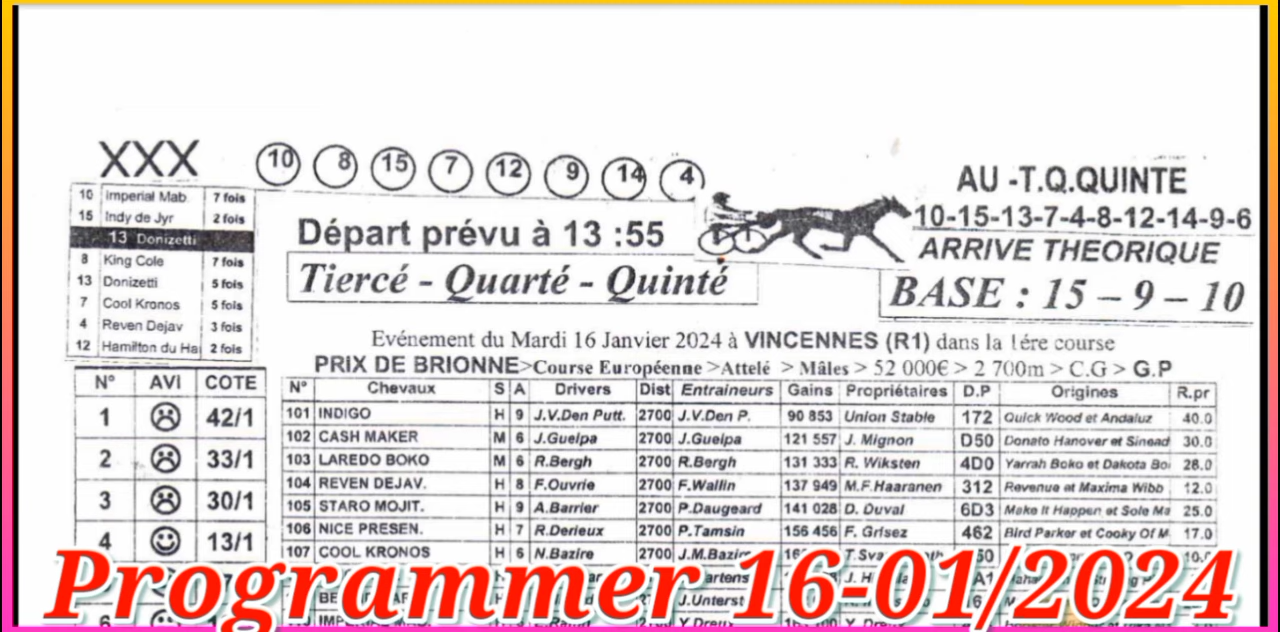 XXX
10 8 15 7 12 9 14 4
AU -T.Q.QUINTE
10-15-13-7-4-8-12-14-9-6
ARRIVE THEORIQUE
BASE : 15 – 9 – 10
10 Imperial Mab 7 fois
15 Indy de Jyr 2 fois
13 Donizetti
8 King Cole 7 fois
13 Donizetti 5 fois
7 Cool Kronos 5 fois
4 Reven Dejav 3 fois
12 Hamilton du Ha 2 fois
Départ prévu à 13 :55
Tiercé - Quarté - Quinté
Evénement du Mardi 16 Janvier 2024 à VINCENNES (R1) dans la 1ére course
PRIX DE BRIONNE>Course Européenne >Attelé > Mâles > 52 000€ > 2 700m > C.G > G.P
N° AVI COTE
1 42/1
2 33/1
3 30/1
4 13/1
N° Chevaux S A Drivers Dist Entraineurs Gains Propriétaires D.P Origines R.pr
101 INDIGO H 9 J.V.Den Putt. 2700 J.V.Den P. 90 853 Union Stable 172 Quick Wood et Andaluz 40.0
102 CASH MAKER M 6 J.Guelpa 2700 J.Guelpa 121 557 J. Mignon D50 Donato Hanover et Sinead 30.0
103 LAREDO BOKO M 6 R.Bergh 2700 R.Bergh 131 333 R. Wiksten 4D0 Yarrah Boko et Dakota Bo 28.0
104 REVEN DEJAV. H 8 F.Ouvrie 2700 F.Wallin 137 949 M.F.Haaranen 312 Revenue et Maxima Wibb 12.0
105 STARO MOJIT. H 9 A.Barrier 2700 P.Daugeard 141 028 D. Duval 6D3 Make It Happen et Sole Ma 25.0
106 NICE PRESEN. H 7 R.Derieux 2700 P.Tamsin 156 456 F. Grisez 462 Bird Parker et Cooky Of M 17.0
107 COOL KRONOS H 6 N.Bazire 2700 J.M.Bazire
J.Unterst
Programmer 16-01/2024